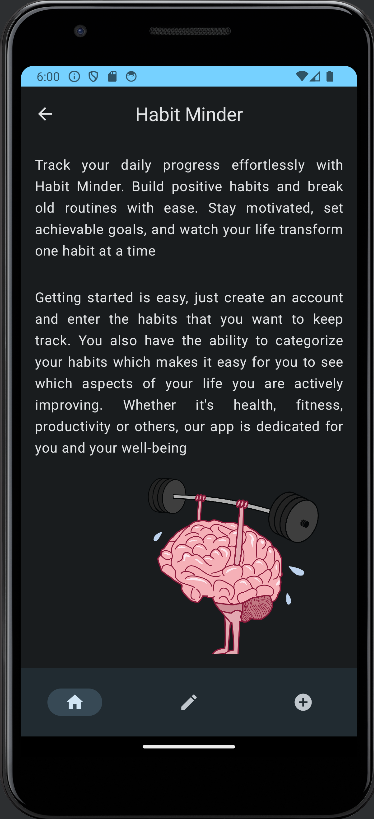 6:00
Habit Minder
Track your daily progress effortlessly with
Habit Minder. Build positive habits and break
old routines with ease. Stay motivated, set
achievable goals, and watch your life transform
one habit at a time
Getting started is easy, just create an account
and enter the habits that you want to keep
track. You also have the ability to categorize
your habits which makes it easy for you to see
which aspects of your life you are actively
improving. Whether it's health, fitness,
productivity or others, our app is dedicated for
you and your well-being